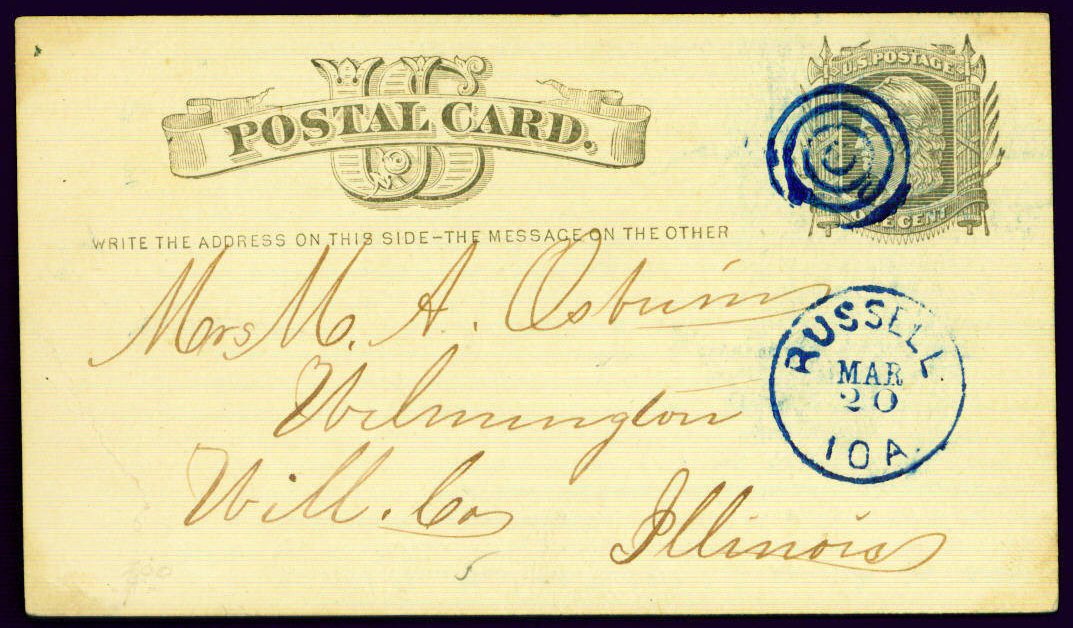 US
POSTAL CARD.
U.S. POSTAGE
ONE CENT
WRITE THE ADDRESS ON THIS SIDE-THE MESSAGE ON THE OTHER
Mrs M. A. Osburn
Wilmington
Will. Co
Illinois
RUSSELL
MAR
20
IOA.